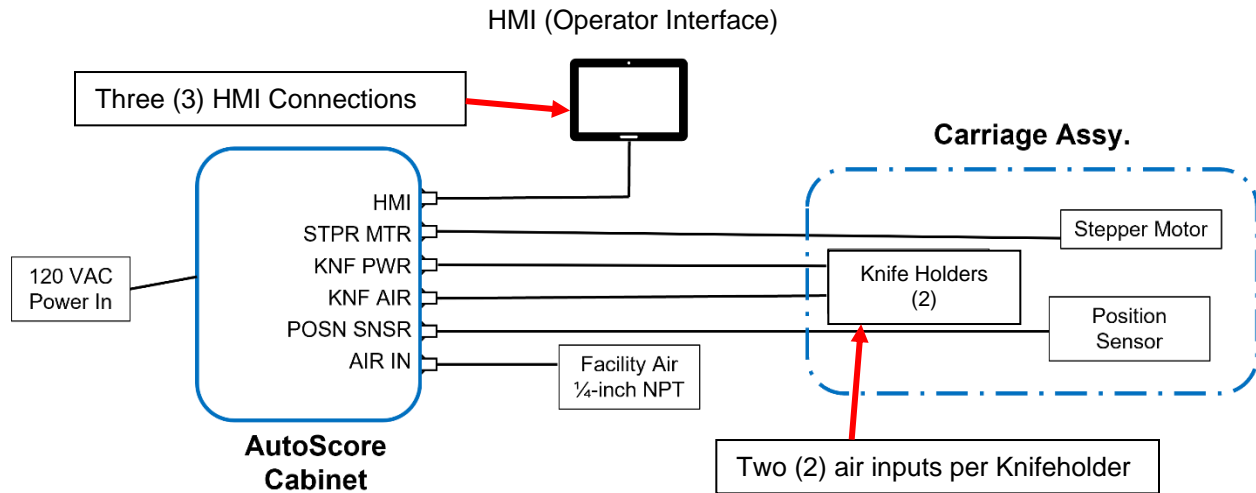 HMI (Operator Interface)
Three (3) HMI Connections
Carriage Assy.
HMI
STPR MTR
KNF PWR
KNF AIR
POSN SNSR
AIR IN
120 VAC
Power In
Stepper Motor
Knife Holders
(2)
Position
Sensor
Facility Air
¼-inch NPT
AutoScore
Cabinet
Two (2) air inputs per Knifeholder